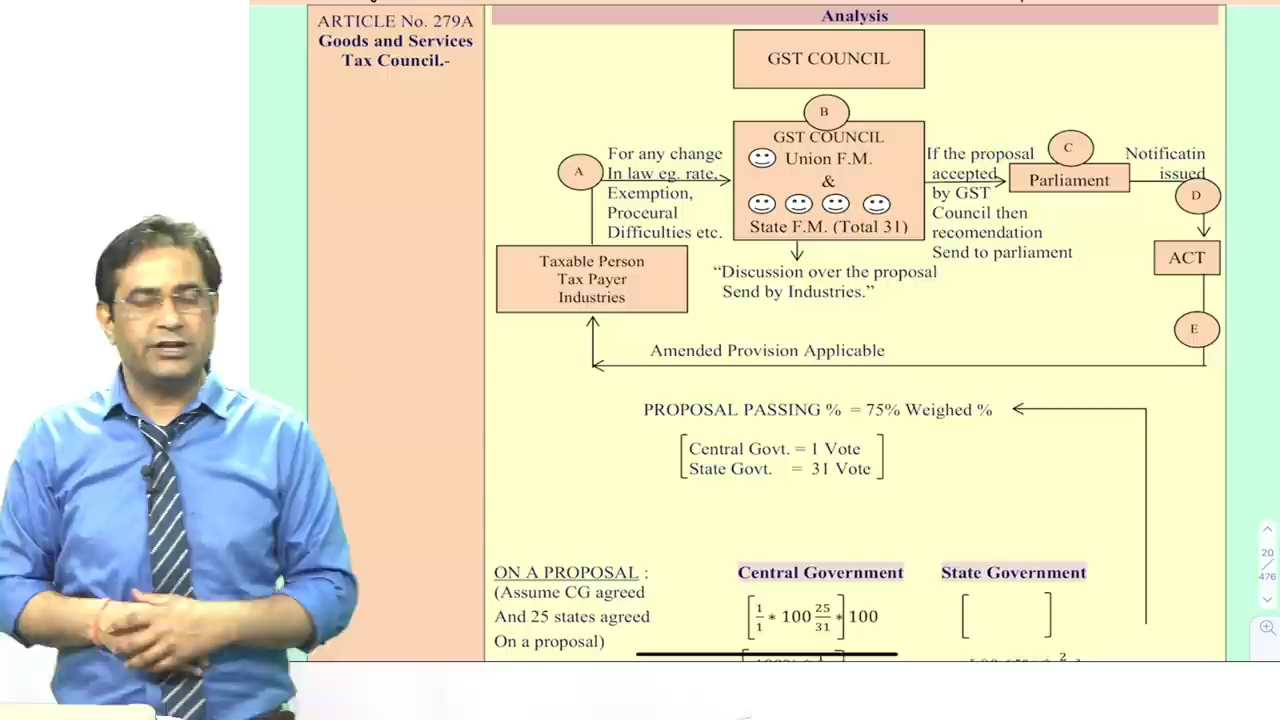 ARTICLE No. 279A
Goods and Services
Tax Council.-
Analysis
GST COUNCIL
B
GST COUNCIL
Union F.M.
&
State F.M. (Total 31)
A
For any change
In law eg. rate,
Exemption,
Proceural
Difficulties etc.
If the proposal
accepted
by GST
Council then
recomendation
Send to parliament
C
Parliament
Notificatin
issued
D
ACT
E
Taxable Person
Tax Payer
Industries
“Discussion over the proposal
Send by Industries.”
Amended Provision Applicable
PROPOSAL PASSING % = 75% Weighed %
Central Govt. = 1 Vote
State Govt. = 31 Vote
ON A PROPOSAL :
(Assume CG agreed
And 25 states agreed
On a proposal)
Central Government
State Government
[1/1 * 100 25/31] * 100
[ ]
20
/
476